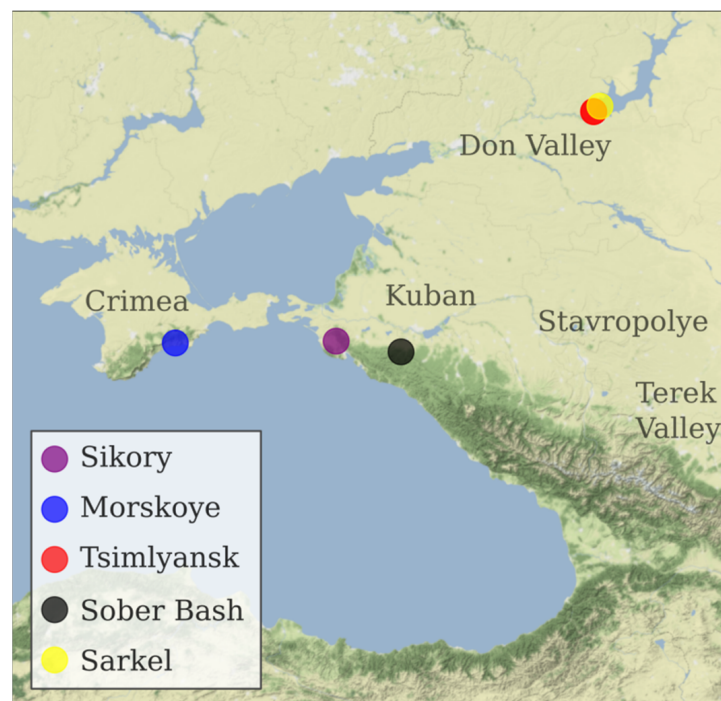 Don Valley
Crimea
Kuban
Stavropolye
Terek
Valley
Sikory
Morskoye
Tsimlyansk
Sober Bash
Sarkel